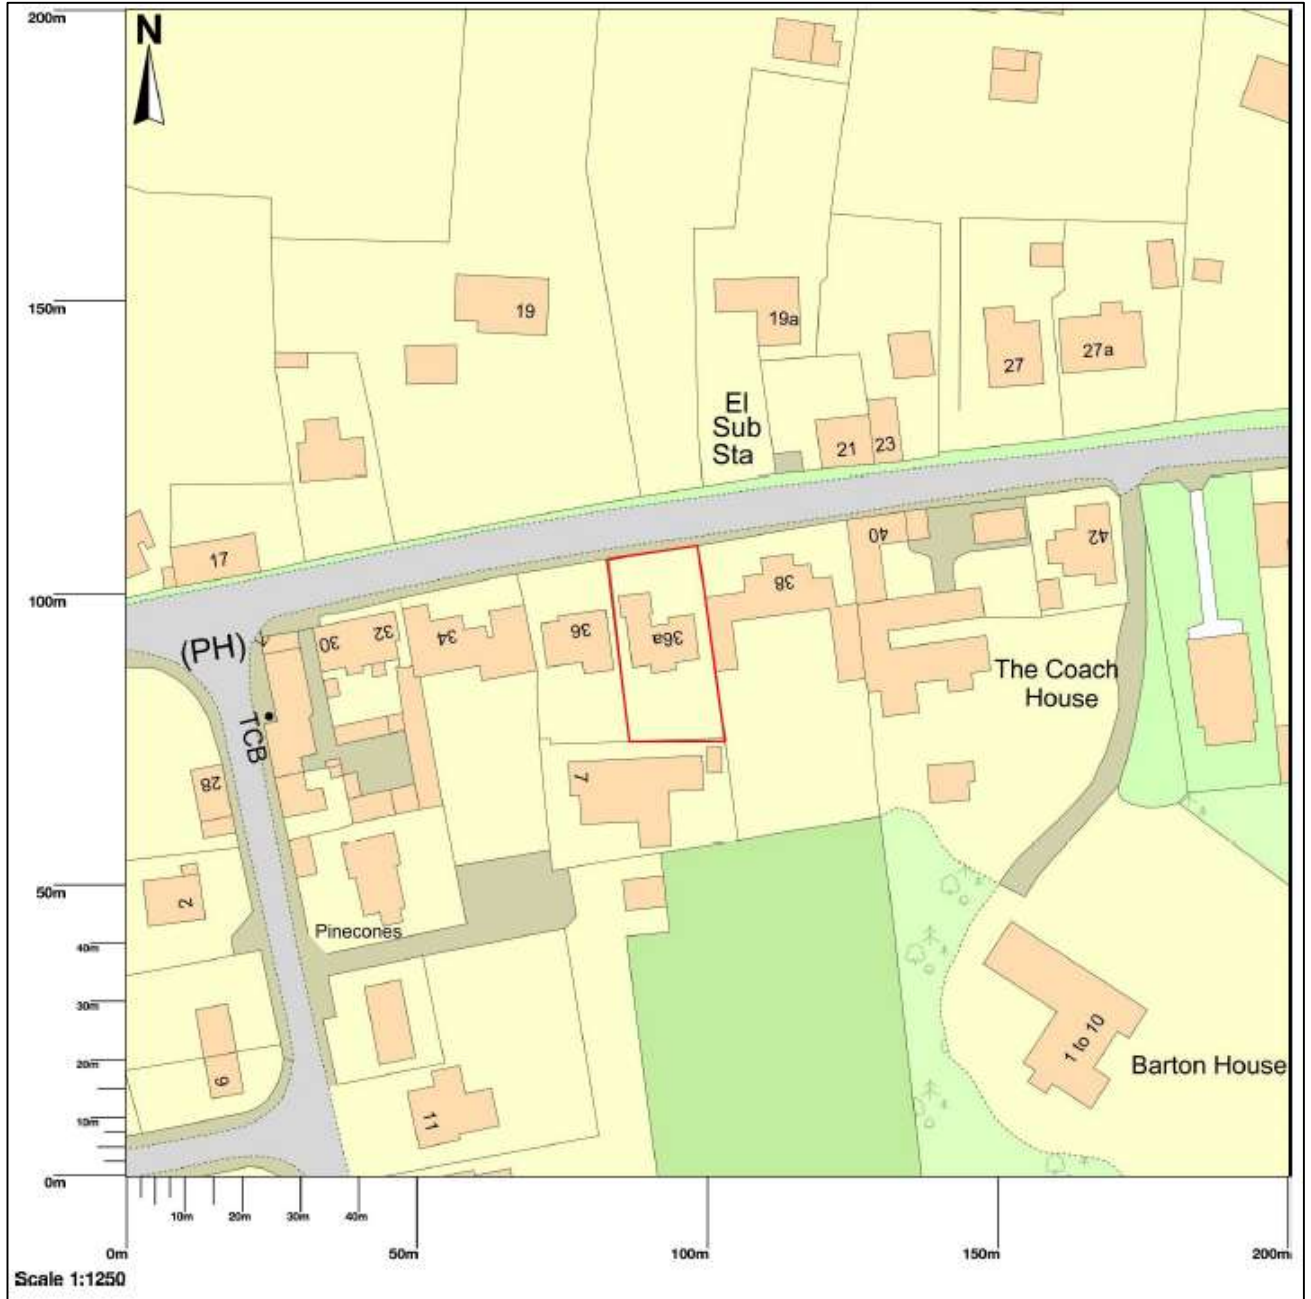 200m
N
150m
19
19a
27
27a
El
Sub
Sta
21
23
17
100m
40
42
38
(PH)
30
32
34
36
36a
The Coach
House
TCB
28
7
50m
2
Pinecones
40m
30m
1 to 10
20m
9
Barton House
10m
11
0m
10m
20m
30m
40m
0m
50m
100m
150m
200m
Scale 1:1250